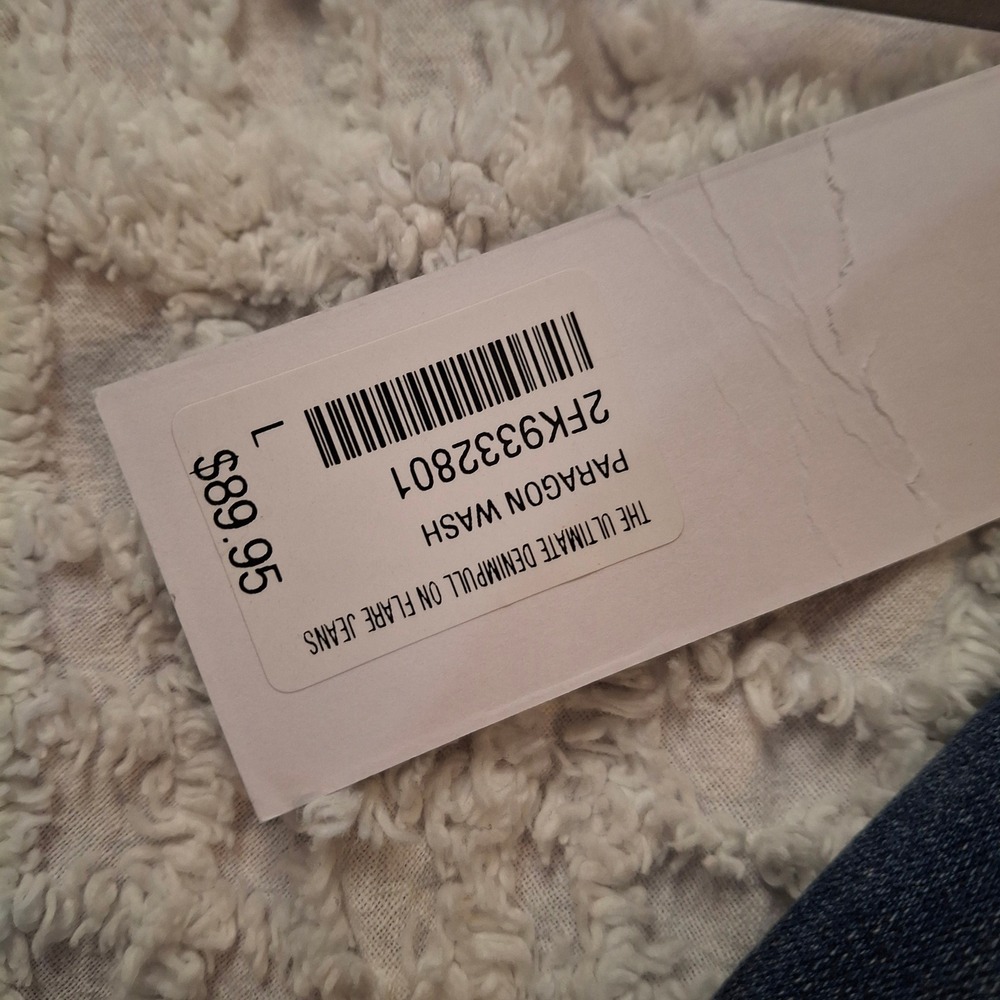 THE ULTIMATE DENIMPULL ON FLARE JEANS
PARAGON WASH
2FK9332801
L
$89.95